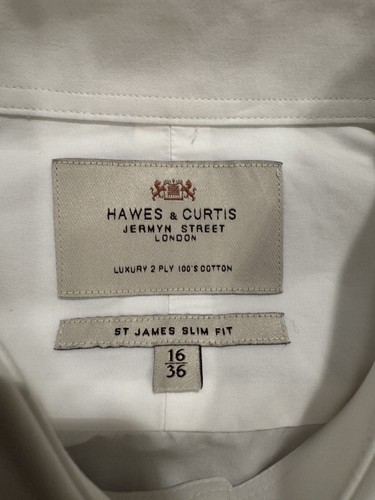 HAWES & CURTIS
JERMYN STREET
LONDON
LUXURY 2 PLY 100'S COTTON
ST JAMES SLIM FIT
16
36